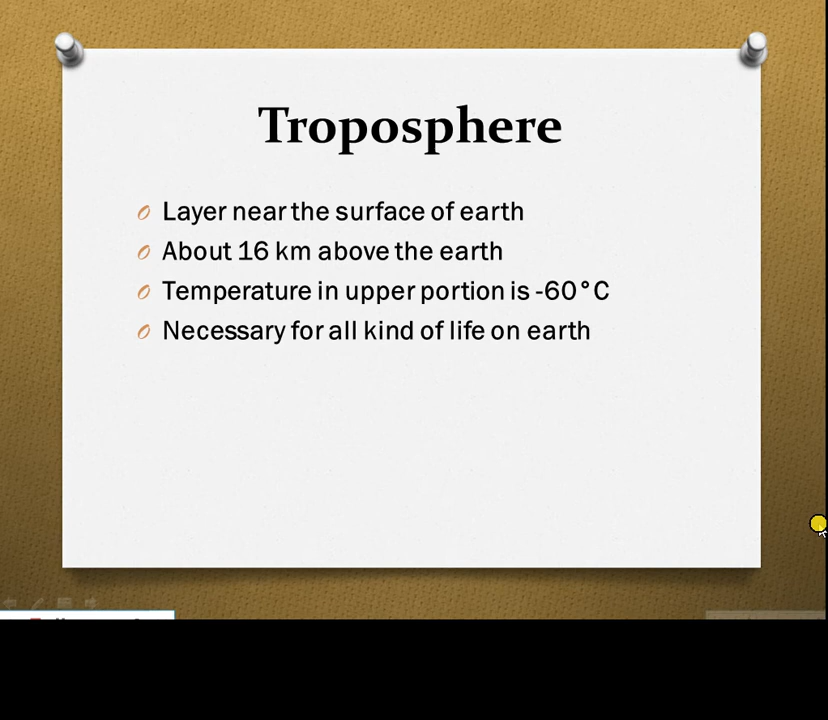 Troposphere
Layer near the surface of earth
About 16 km above the earth
Temperature in upper portion is -60°C
Necessary for all kind of life on earth